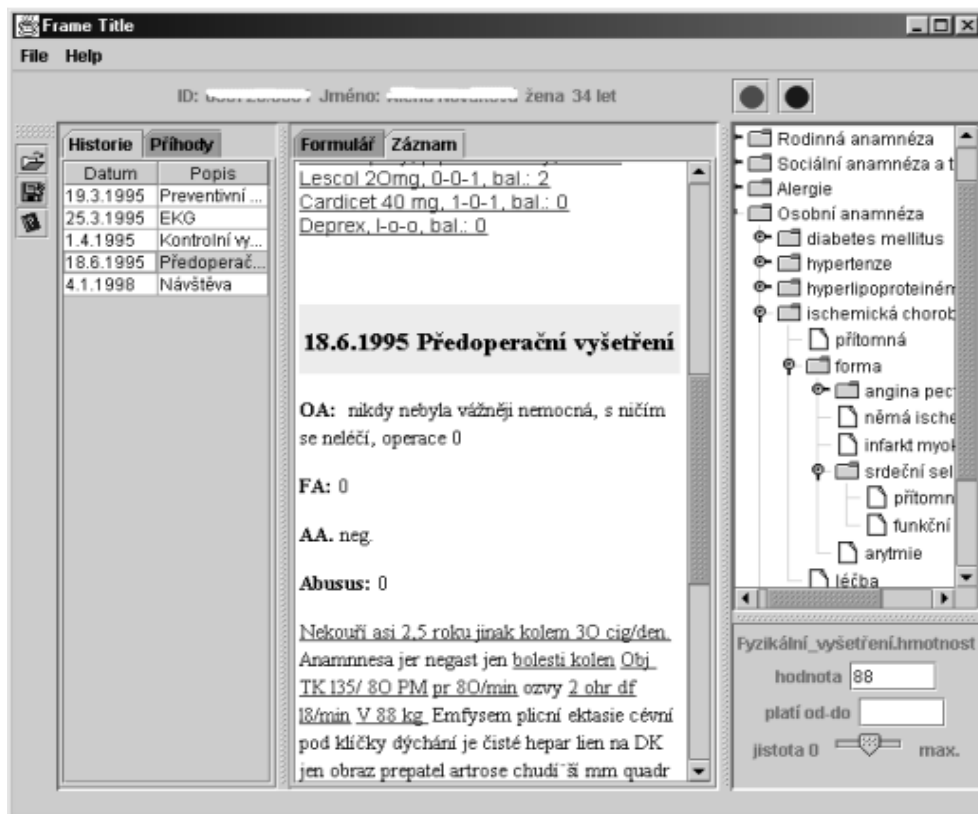 Frame Title
File Help
ID: Jméno: žena 34 let
Historie Příhody
Datum Popis
19.3.1995 Preventivní ...
25.3.1995 EKG
1.4.1995 Kontrolní vy...
18.6.1995 Předoperač...
4.1.1998 Návštěva
Formulář Záznam
Lescol 2Omg, 0-0-1, bal.: 2
Cardicet 40 mg, 1-0-1, bal.: 0
Deprex, l-o-o, bal.: 0
18.6.1995 Předoperační vyšetření
OA: nikdy nebyla vážněji nemocná, s ničím
se neléčí, operace 0
FA: 0
AA. neg.
Abusus: 0
Nekouří asi 2,5 roku jinak kolem 3O cig/den.
Anamnnesa jer negast jen bolesti kolen Obj
TK l35/ 8O PM pr 8O/min ozvy 2 ohr df
l8/min V 88 kg Emfysem plicní ektasie cévní
pod klíčky dýchání je čisté hepar lien na DK
jen obraz prepatel artrose chudí˘ší mm quadr
Rodinná anamnéza
Sociální anamnéza a t
Alergie
Osobní anamnéza
diabetes mellitus
hypertenze
hyperlipoproteiném
ischemická chorob
přítomná
forma
angina pec
němá ische
infarkt myok
srdeční sel
přítomn
funkční
arytmie
léčba
Fyzikální_vyšetření.hmotnost
hodnota 88
platí od-do
jistota 0 max.